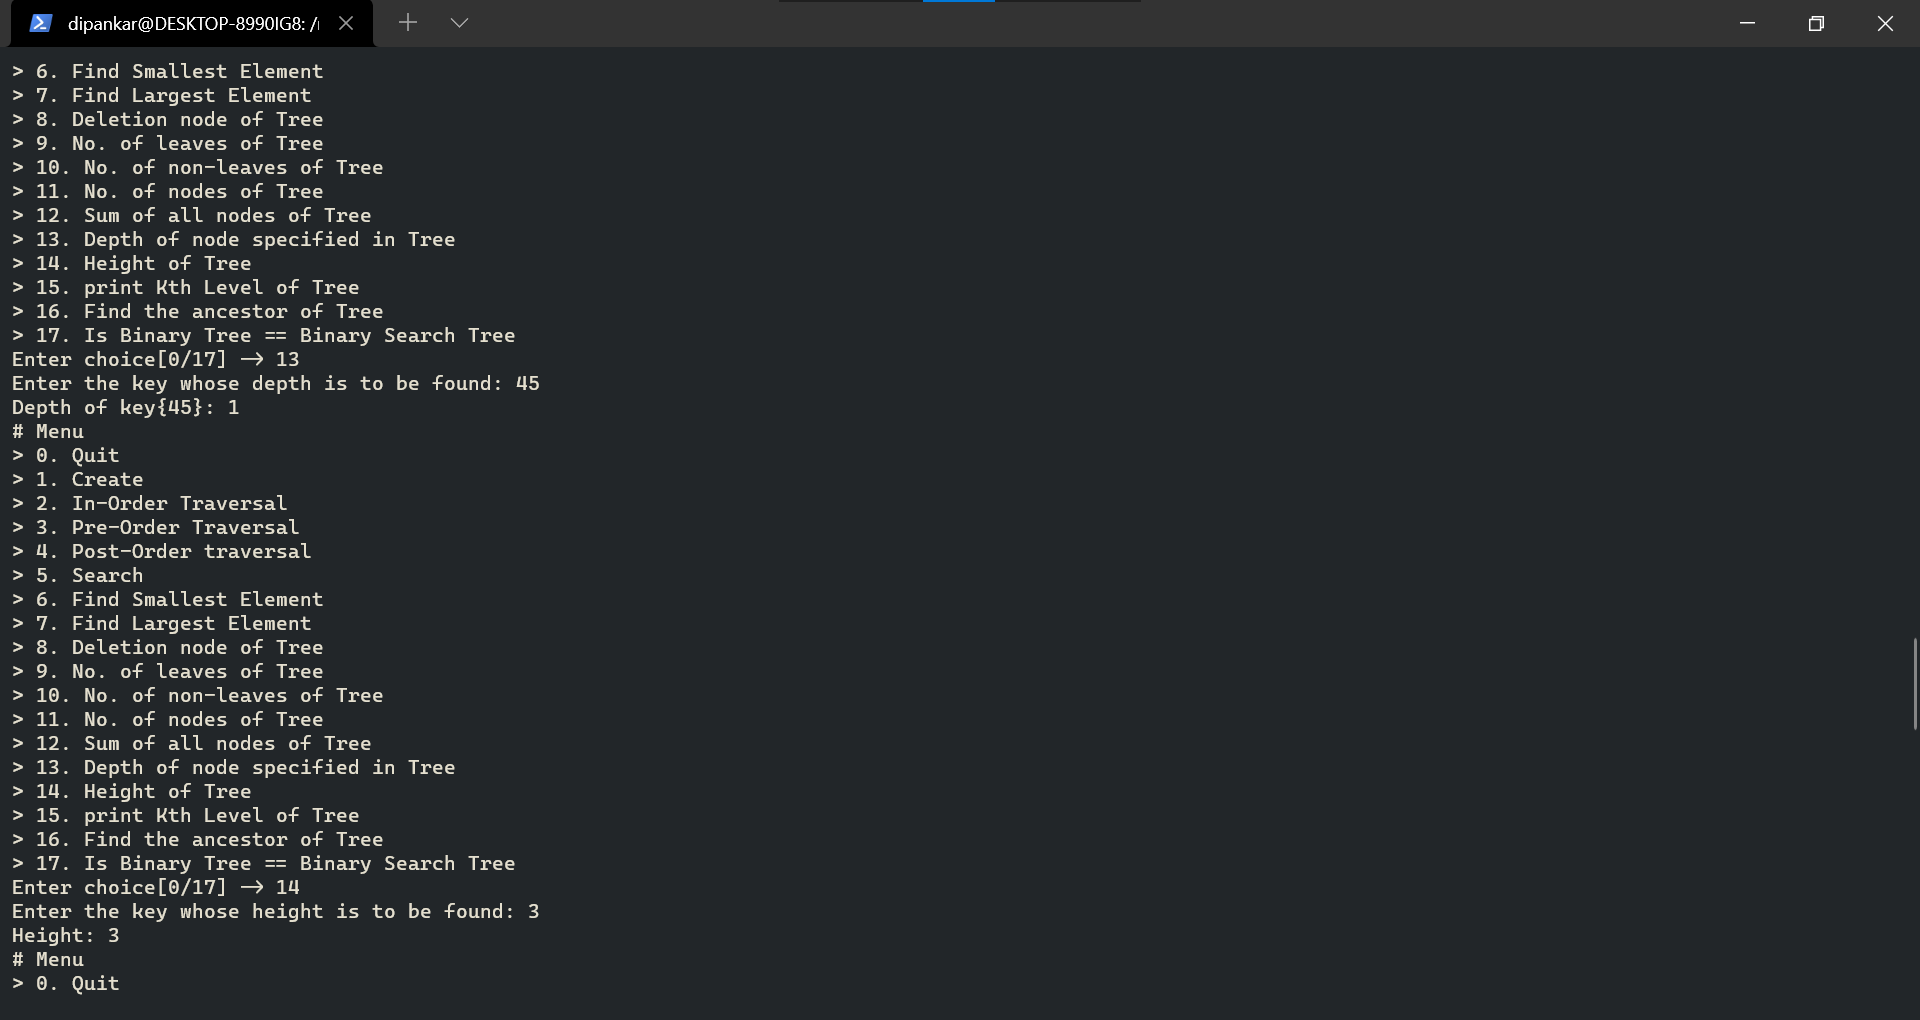 dipankar@DESKTOP-8990IG8: /
> 6. Find Smallest Element
> 7. Find Largest Element
> 8. Deletion node of Tree
> 9. No. of leaves of Tree
> 10. No. of non-leaves of Tree
> 11. No. of nodes of Tree
> 12. Sum of all nodes of Tree
> 13. Depth of node specified in Tree
> 14. Height of Tree
> 15. print Kth Level of Tree
> 16. Find the ancestor of Tree
> 17. Is Binary Tree == Binary Search Tree
Enter choice[0/17] → 13
Enter the key whose depth is to be found: 45
Depth of key{45}: 1
# Menu
> 0. Quit
> 1. Create
> 2. In-Order Traversal
> 3. Pre-Order Traversal
> 4. Post-Order traversal
> 5. Search
> 6. Find Smallest Element
> 7. Find Largest Element
> 8. Deletion node of Tree
> 9. No. of leaves of Tree
> 10. No. of non-leaves of Tree
> 11. No. of nodes of Tree
> 12. Sum of all nodes of Tree
> 13. Depth of node specified in Tree
> 14. Height of Tree
> 15. print Kth Level of Tree
> 16. Find the ancestor of Tree
> 17. Is Binary Tree == Binary Search Tree
Enter choice[0/17] → 14
Enter the key whose height is to be found: 3
Height: 3
# Menu
> 0. Quit